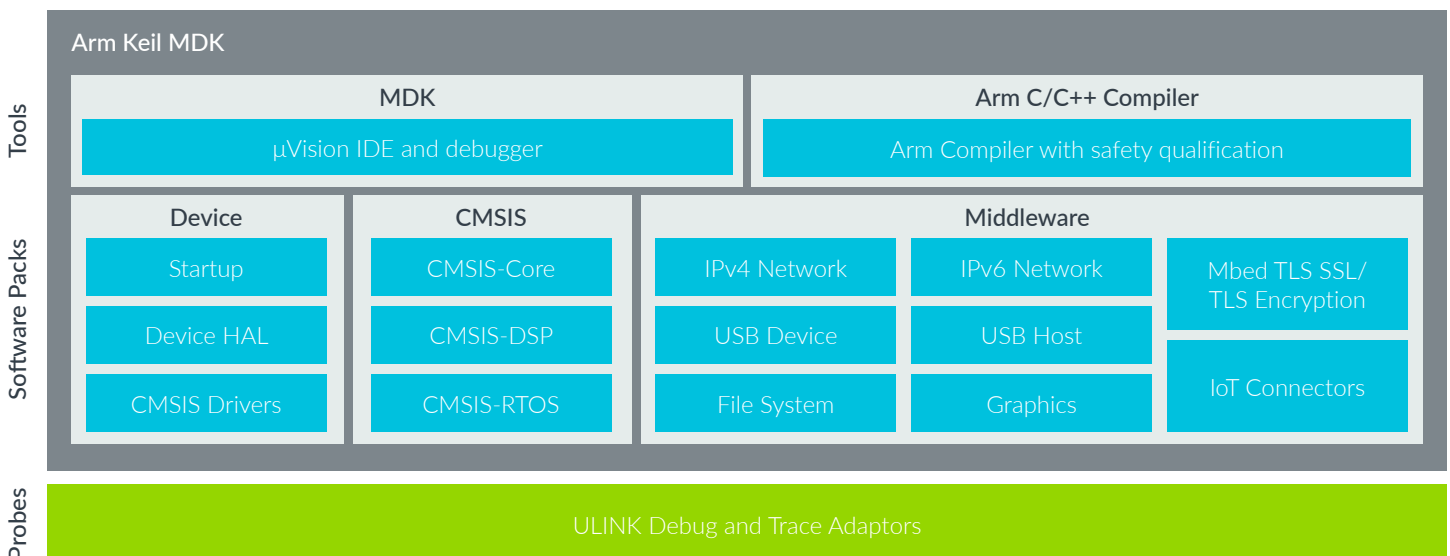 Arm Keil MDK
Tools
MDK
µVision IDE and debugger
Arm C/C++ Compiler
Arm Compiler with safety qualification
Software Packs
Device
Startup
Device HAL
CMSIS Drivers
CMSIS
CMSIS-Core
CMSIS-DSP
CMSIS-RTOS
Middleware
IPv4 Network
USB Device
File System
IPv6 Network
USB Host
Graphics
Mbed TLS SSL/
TLS Encryption
IoT Connectors
Probes
ULINK Debug and Trace Adaptors